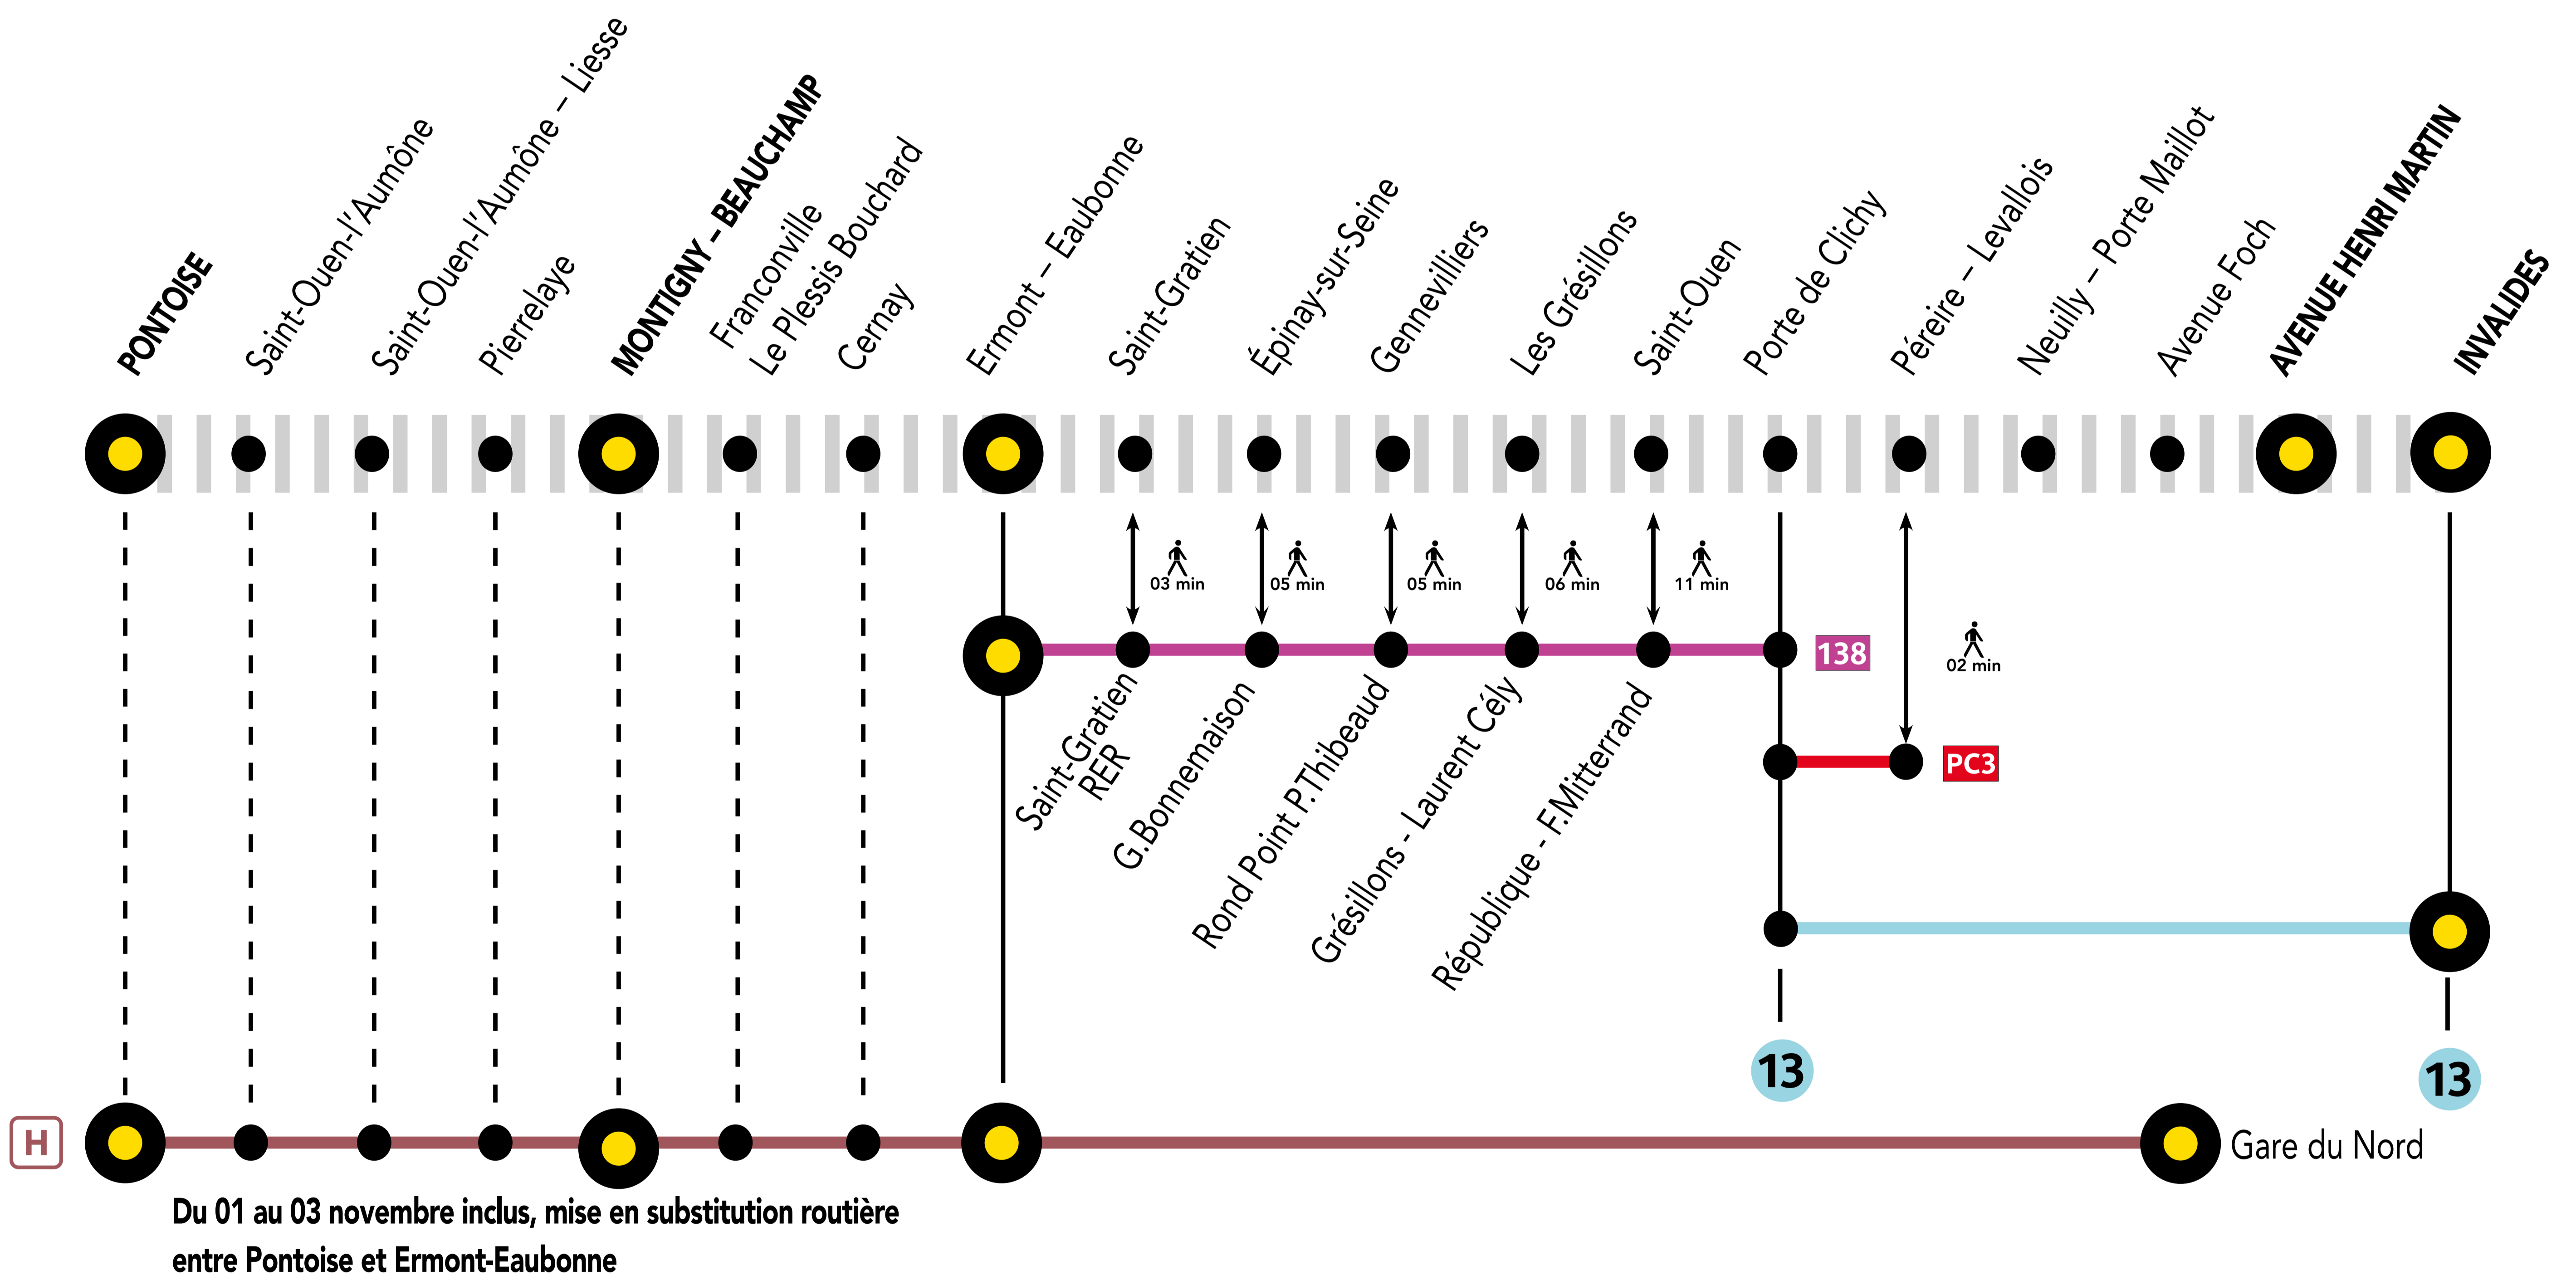 PONTOISE
Saint-Ouen-l'Aumône
Saint-Ouen-l'Aumône – Liesse
Pierrelaye
MONTIGNY – BEAUCHAMP
Franconville
Le Plessis Bouchard
Cernay
Ermont – Eaubonne
Saint-Gratien
Épinay-sur-Seine
Gennevilliers
Les Grésillons
Saint-Ouen
Porte de Clichy
Péreire – Levallois
Neuilly – Porte Maillot
Avenue Foch
AVENUE HENRI MARTIN
INVALIDES
03 min
05 min
05 min
06 min
11 min
138
02 min
Saint-Gratien
RER
G.Bonnemaison
Rond Point P.Thibeaud
Grésillons - Laurent Cély
République - F.Mitterrand
PC3
13
13
H
Gare du Nord
Du 01 au 03 novembre inclus, mise en substitution routière
entre Pontoise et Ermont-Eaubonne